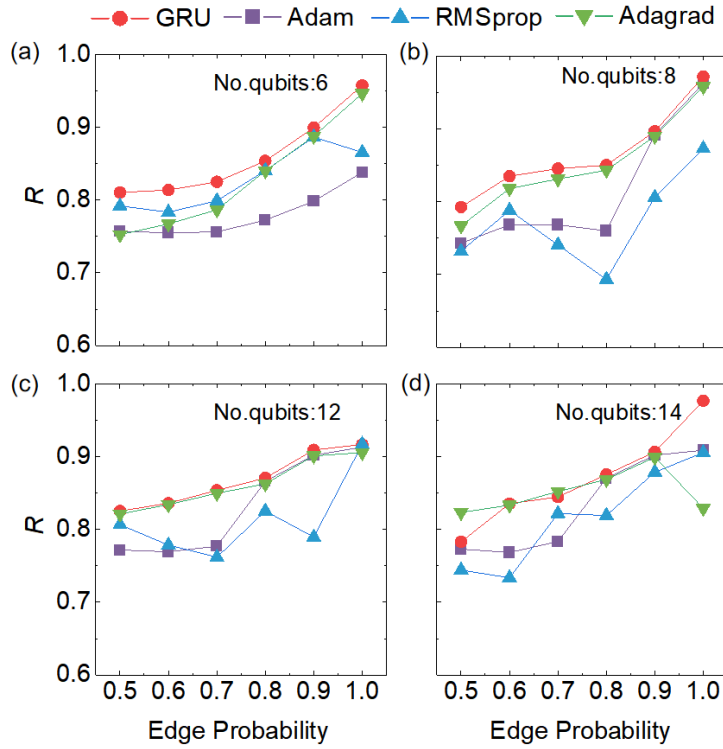 GRU Adam RMSprop Adagrad
(a) (b)
No.qubits:6 No.qubits:8
1.0
0.9
0.8
0.7
0.6
R
(c) (d)
No.qubits:12 No.qubits:14
1.0
0.9
0.8
0.7
0.6
R
0.5 0.6 0.7 0.8 0.9 1.0 0.5 0.6 0.7 0.8 0.9 1.0
Edge Probability Edge Probability